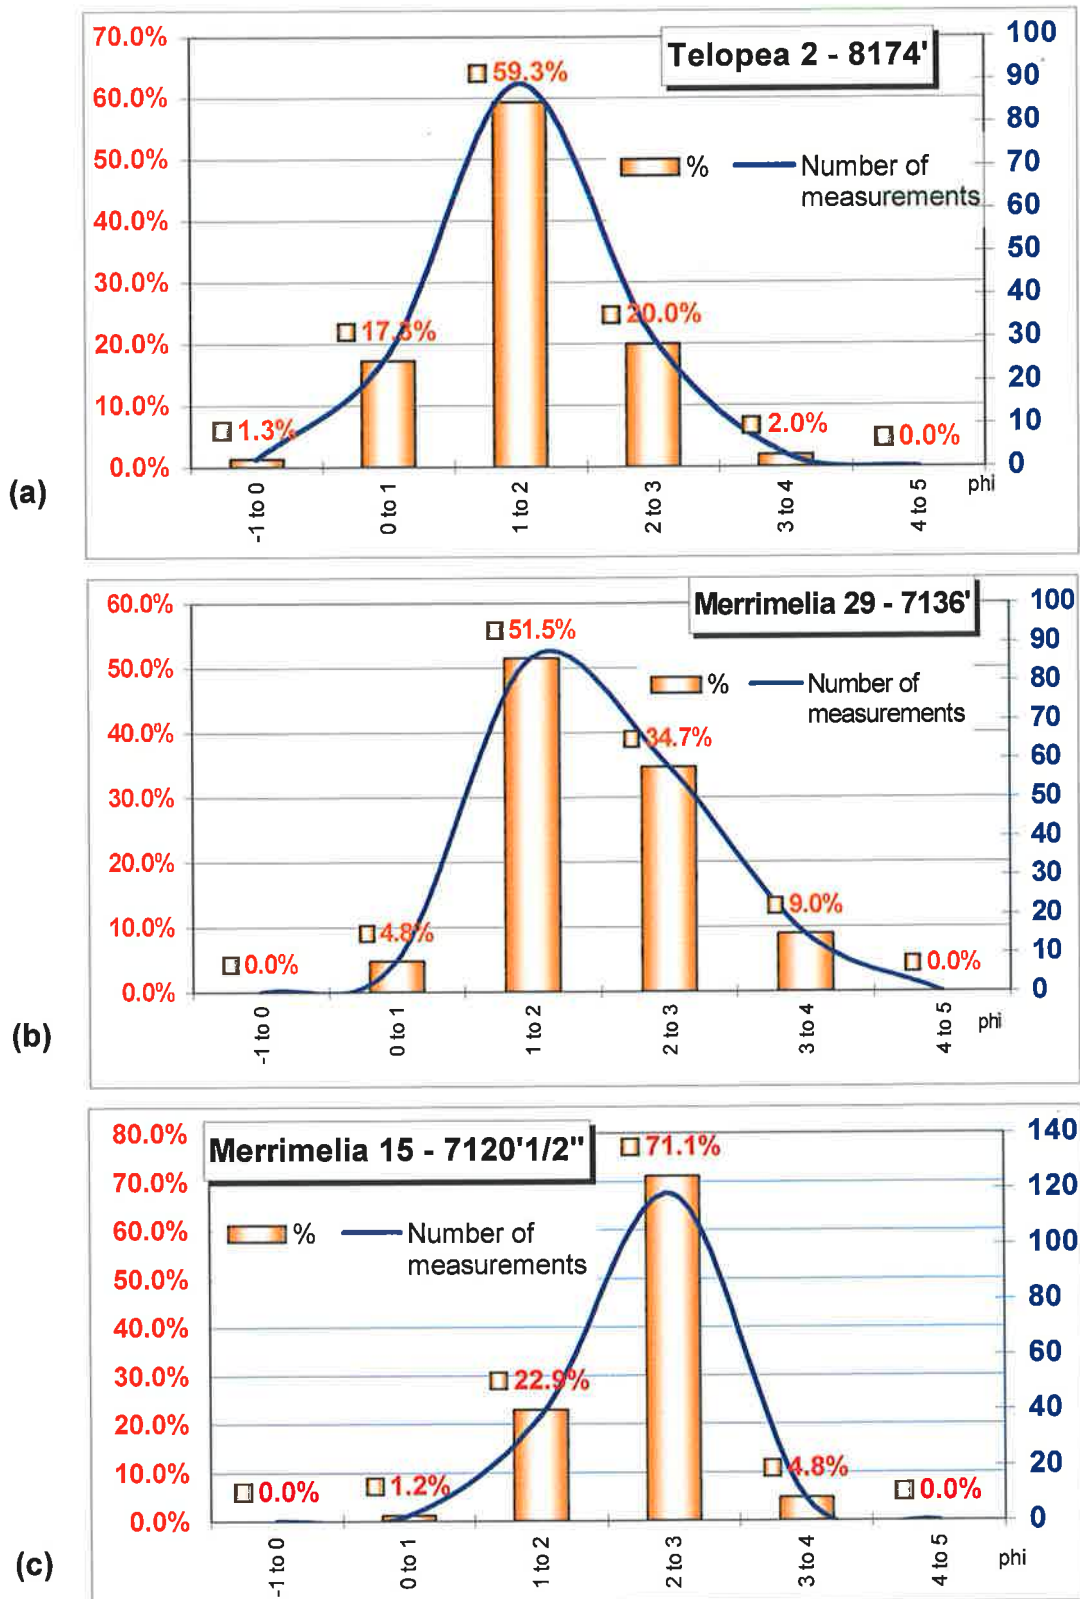 Telopea 2 - 8174'
70.0%
60.0%
50.0%
40.0%
30.0%
20.0%
10.0%
0.0%
100
90
80
70
60
50
40
30
20
10
0
% Number of
measurements
1.3%
17.3%
59.3%
20.0%
2.0%
0.0%
-1 to 0
0 to 1
1 to 2
2 to 3
3 to 4
4 to 5
phi
(a)
Merrimelia 29 - 7136'
60.0%
50.0%
40.0%
30.0%
20.0%
10.0%
0.0%
100
90
80
70
60
50
40
30
20
10
0
% Number of
measurements
0.0%
4.8%
51.5%
34.7%
9.0%
0.0%
-1 to 0
0 to 1
1 to 2
2 to 3
3 to 4
4 to 5
phi
(b)
Merrimelia 15 - 7120'1/2"
80.0%
70.0%
60.0%
50.0%
40.0%
30.0%
20.0%
10.0%
0.0%
140
120
100
80
60
40
20
0
% Number of
measurements
0.0%
1.2%
22.9%
71.1%
4.8%
0.0%
-1 to 0
0 to 1
1 to 2
2 to 3
3 to 4
4 to 5
phi
(c)